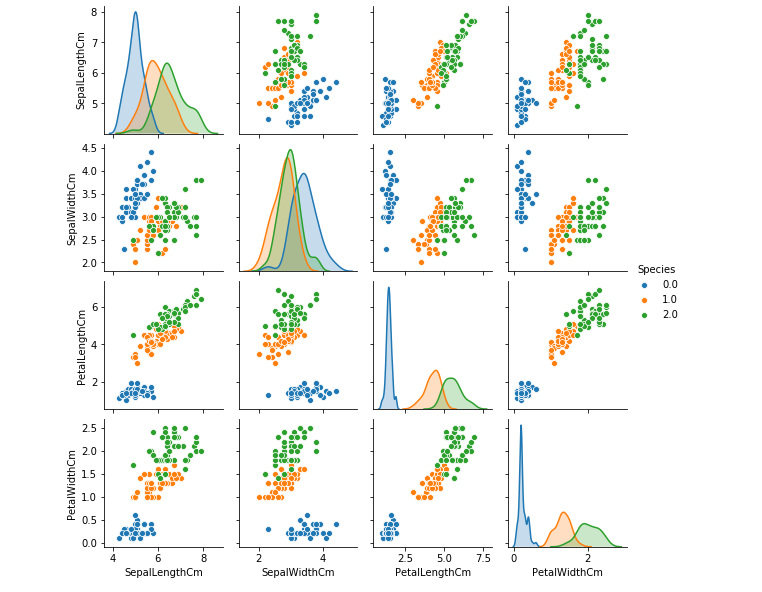 8
7
6
5
SepalLengthCm
4.5
4.0
3.5
3.0
2.5
2.0
SepalWidthCm
Species
0.0
1.0
2.0
6
4
2
PetalLengthCm
2.5
2.0
1.5
1.0
0.5
0.0
PetalWidthCm
4 6 8
2 4
2.5 5.0 7.5
0 2
SepalLengthCm
SepalWidthCm
PetalLengthCm
PetalWidthCm